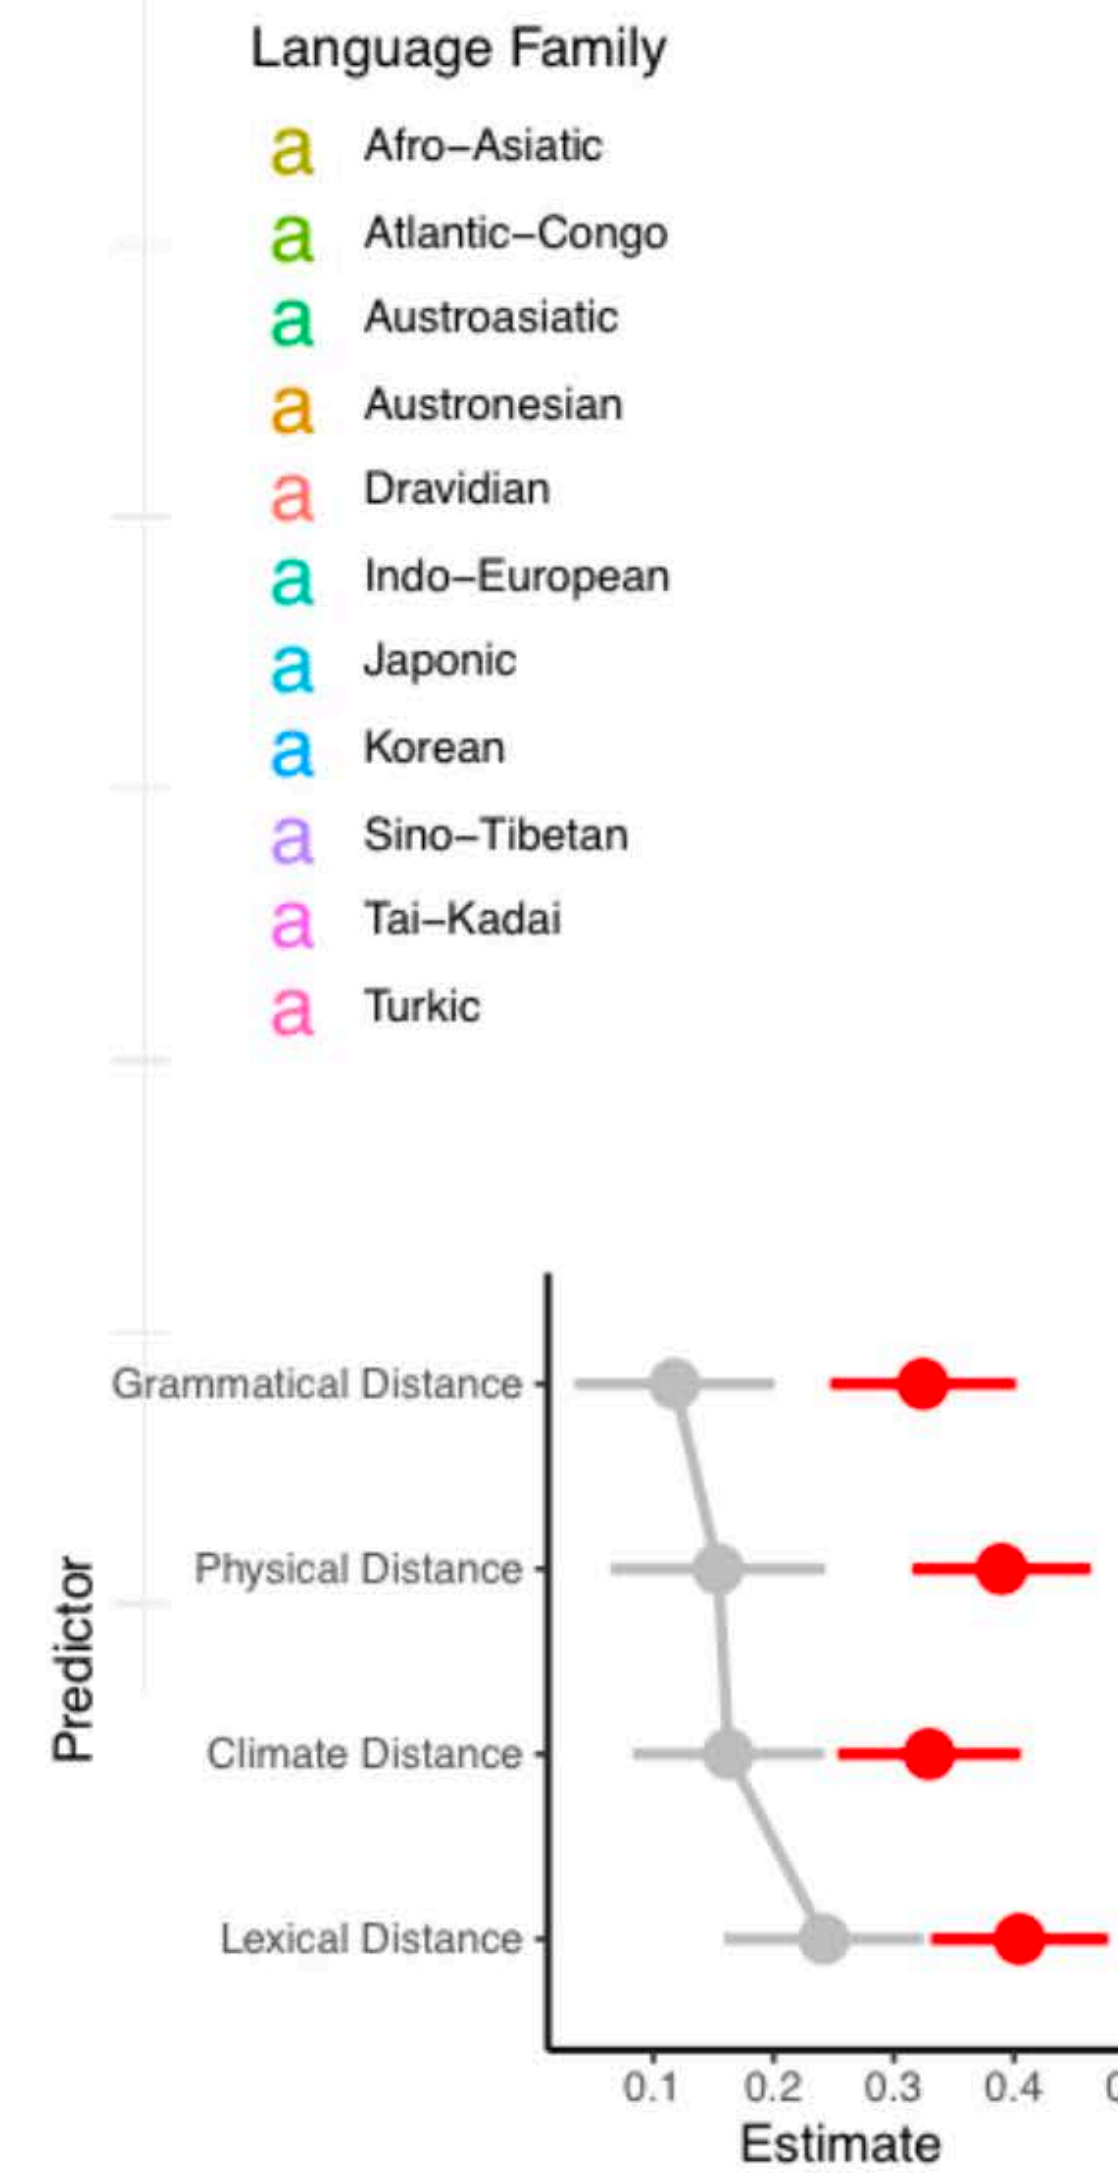 Language Family
a Afro–Asiatic
a Atlantic–Congo
a Austroasiatic
a Austronesian
a Dravidian
a Indo–European
a Japonic
a Korean
a Sino–Tibetan
a Tai–Kadai
a Turkic
Predictor
Grammatical Distance
Physical Distance
Climate Distance
Lexical Distance
0.1 0.2 0.3 0.4
Estimate